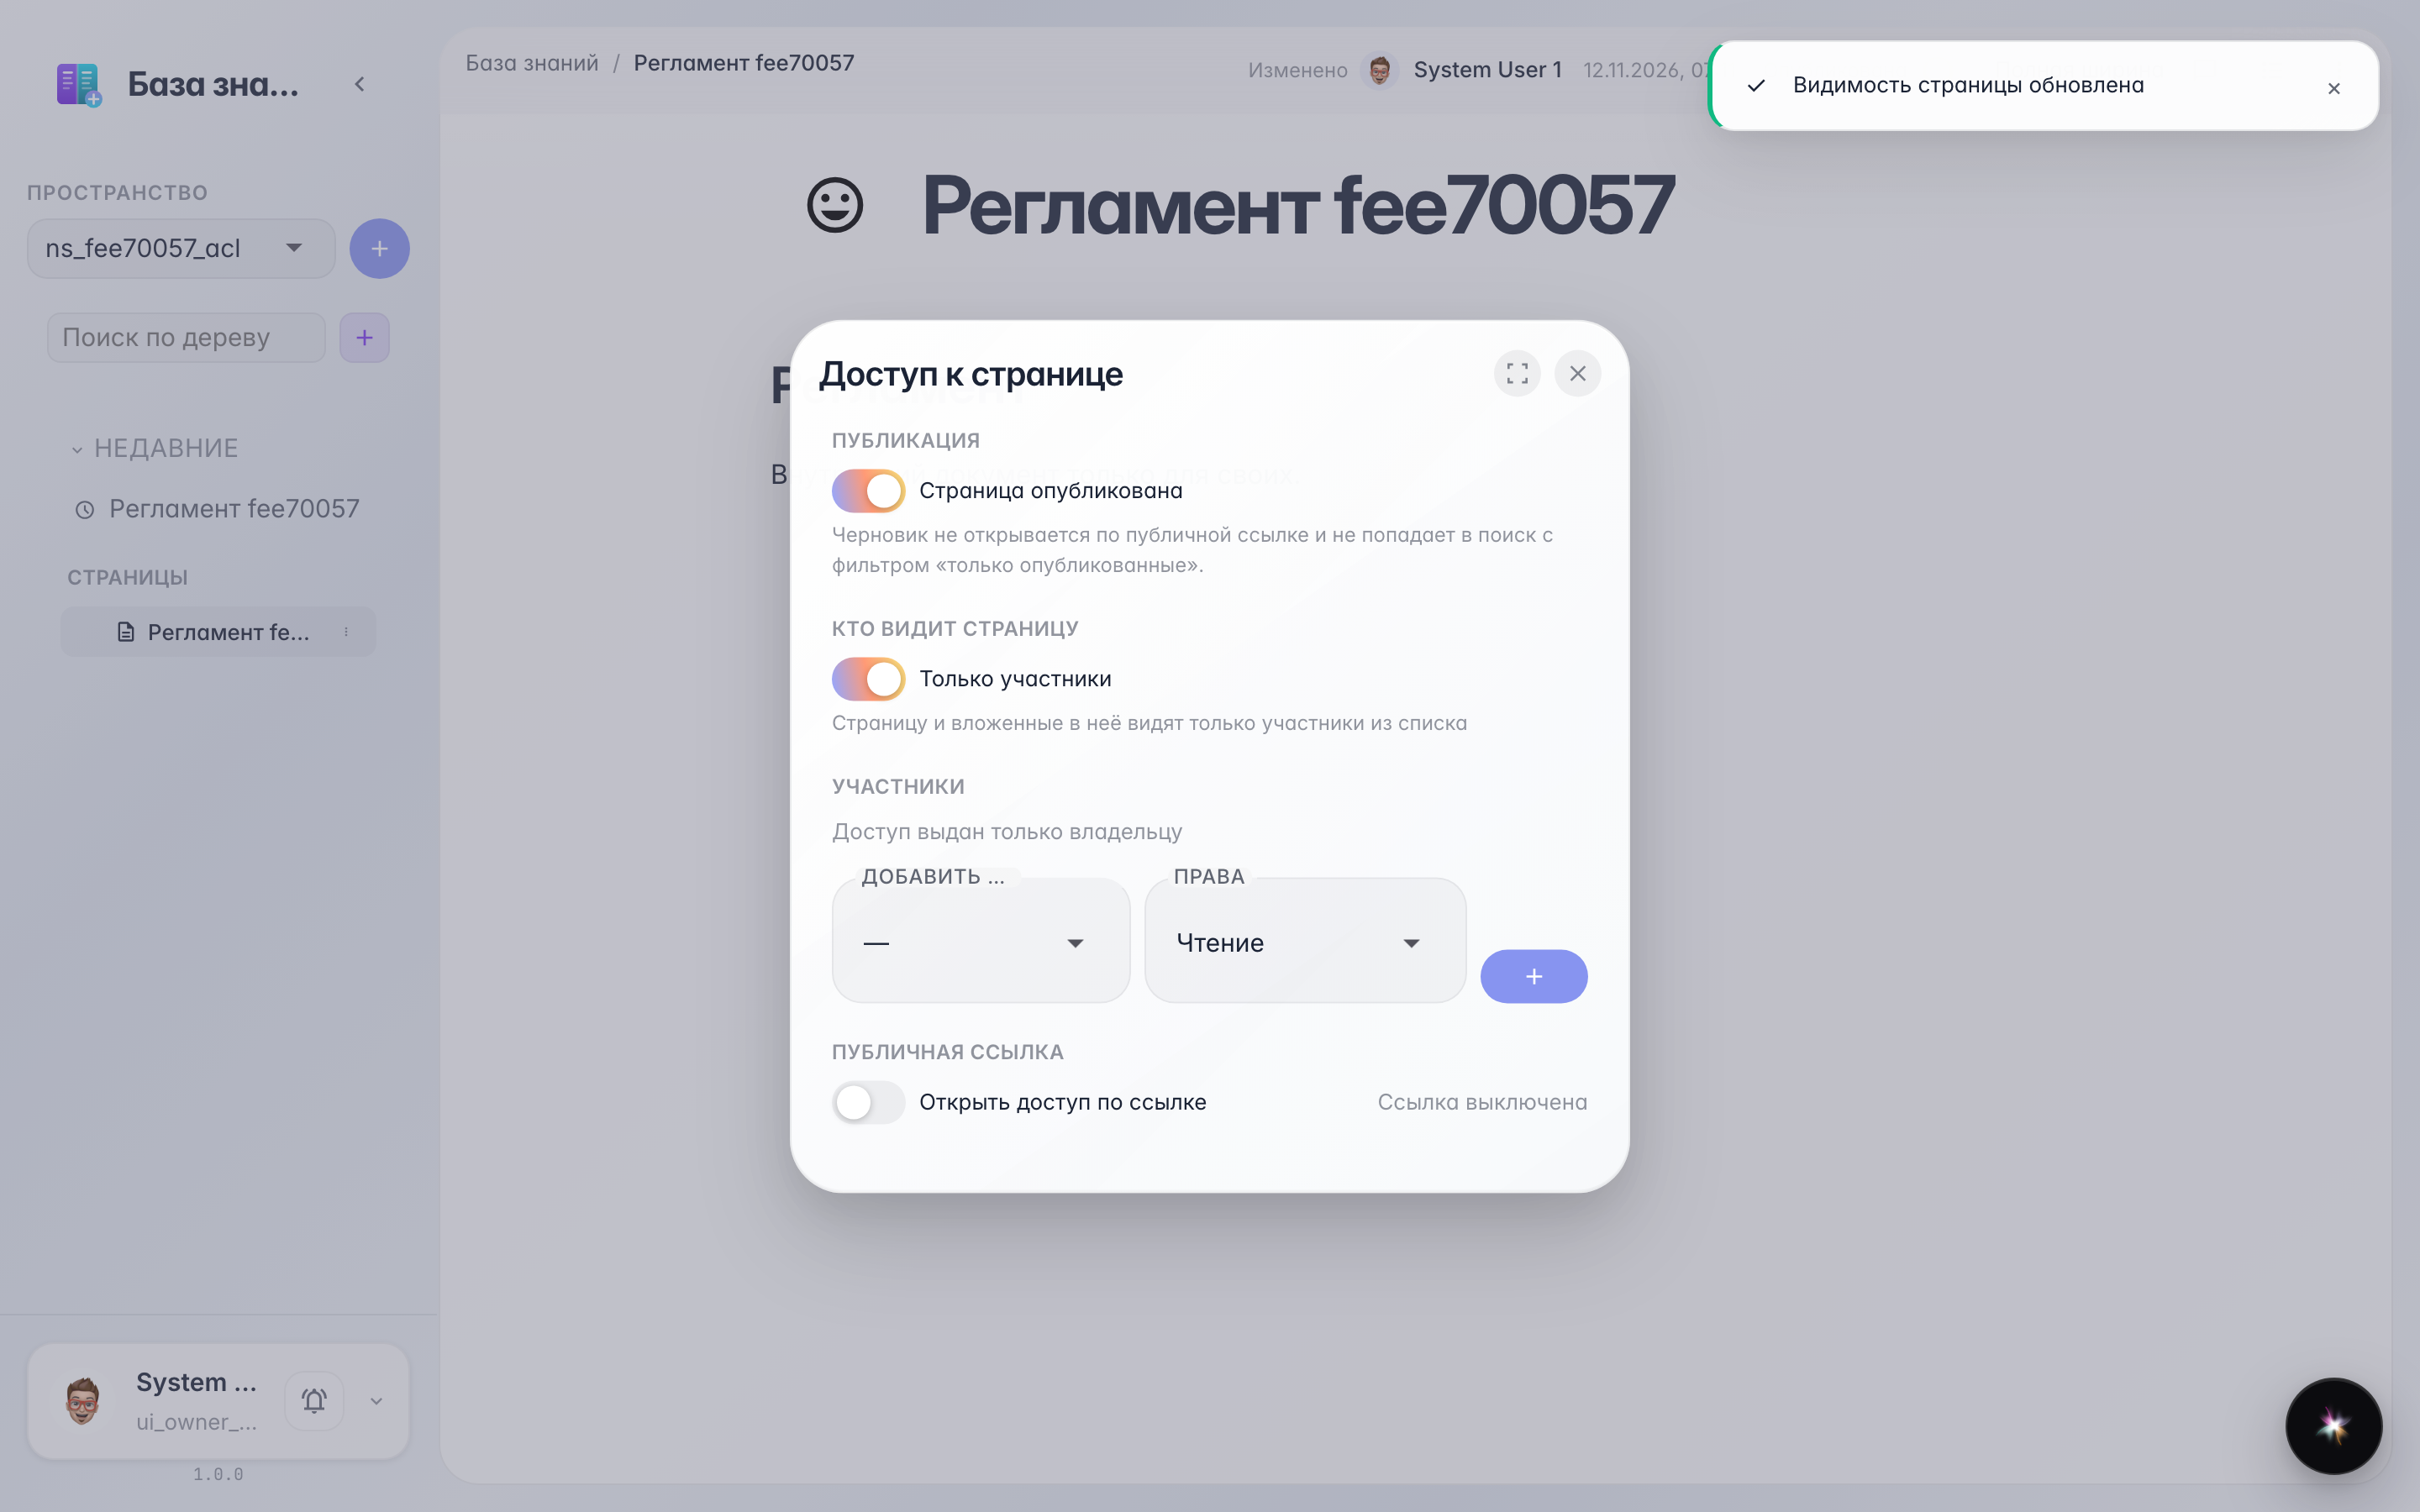 База зна...
ПРОСТРАНСТВО
ns_fee70057_acl
Поиск по дереву
НЕДАВНИЕ
Регламент fee70057
СТРАНИЦЫ
Регламент fe...
System ...
ui_owner_...
1.0.0
База знаний / Регламент fee70057
Изменено System User 1 12.11.2026, 07
Видимость страницы обновлена
Регламент fee70057
Доступ к странице
ПУБЛИКАЦИЯ
Страница опубликована
Черновик не открывается по публичной ссылке и не попадает в поиск с
фильтром «только опубликованные».
КТО ВИДИТ СТРАНИЦУ
Только участники
Страницу и вложенные в неё видят только участники из списка
УЧАСТНИКИ
Доступ выдан только владельцу
ДОБАВИТЬ ...
—
ПРАВА
Чтение
ПУБЛИЧНАЯ ССЫЛКА
Открыть доступ по ссылке
Ссылка выключена